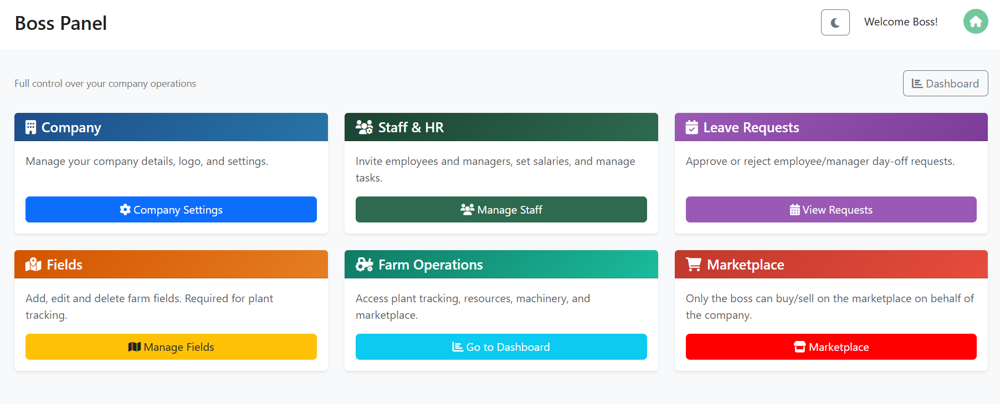 Boss Panel
Welcome Boss!
Full control over your company operations
Dashboard
Company
Manage your company details, logo, and settings.
Company Settings
Staff & HR
Invite employees and managers, set salaries, and manage
tasks.
Manage Staff
Leave Requests
Approve or reject employee/manager day-off requests.
View Requests
Fields
Add, edit and delete farm fields. Required for plant
tracking.
Manage Fields
Farm Operations
Access plant tracking, resources, machinery, and
marketplace.
Go to Dashboard
Marketplace
Only the boss can buy/sell on the marketplace on behalf of
the company.
Marketplace